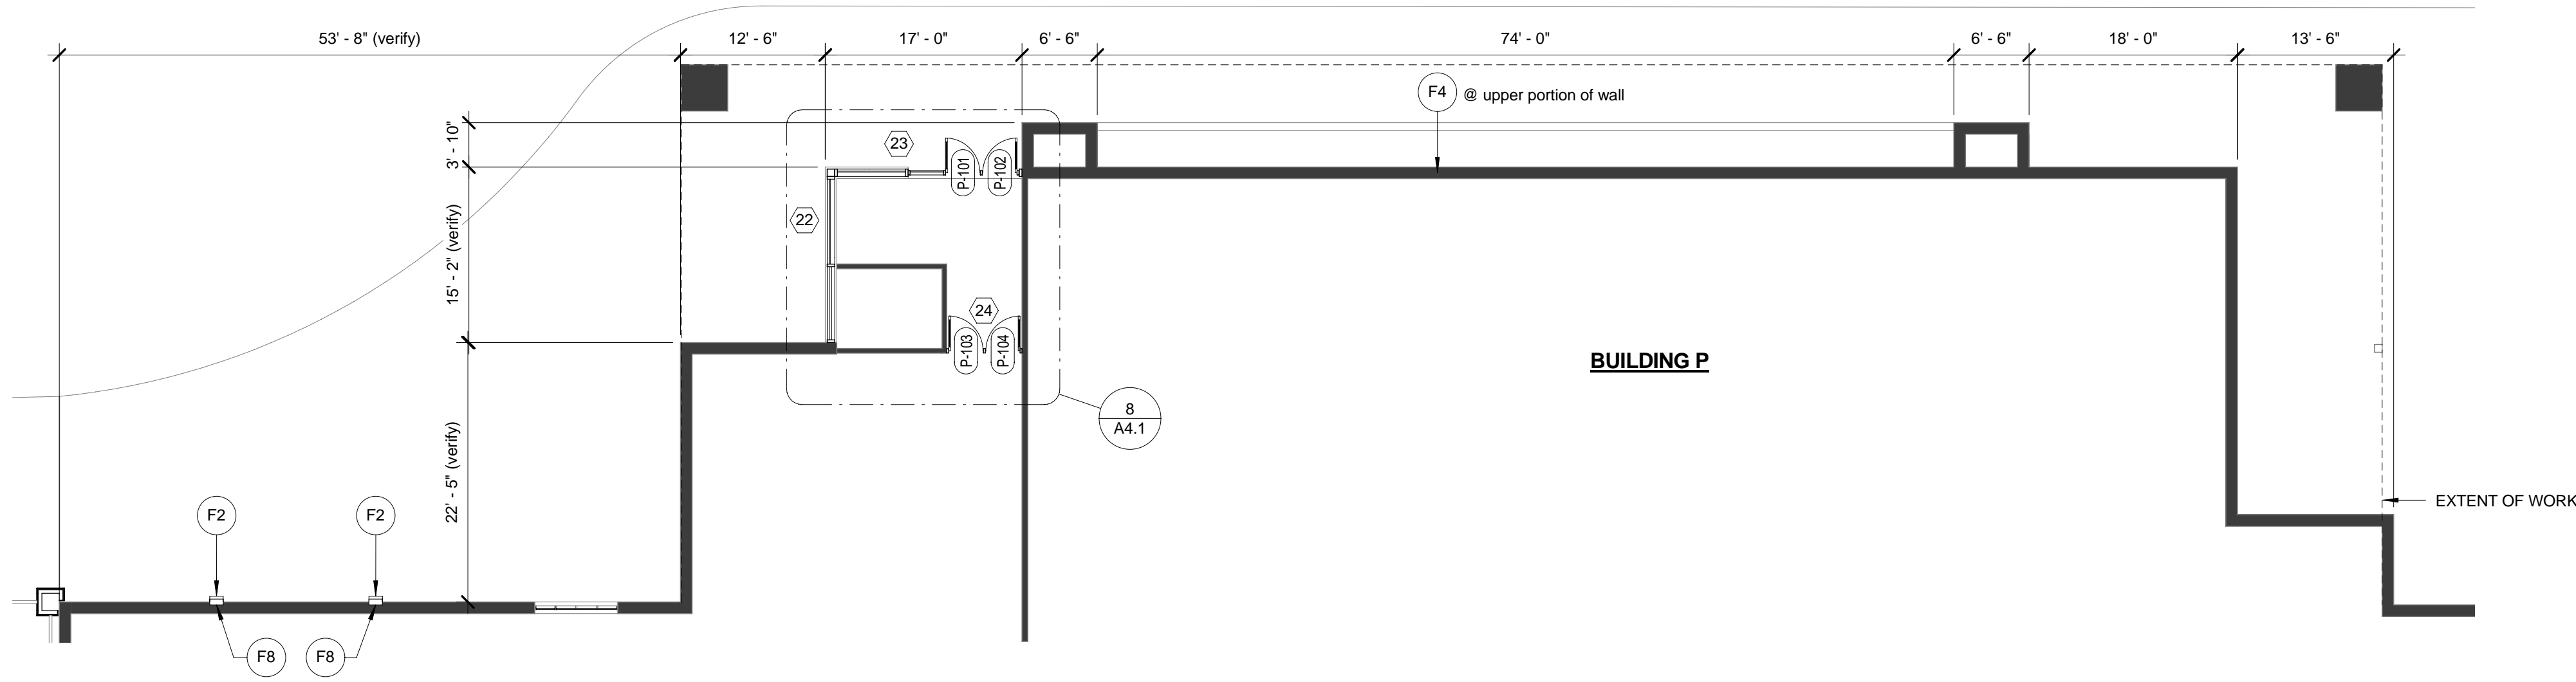 53' - 8" (verify)
12' - 6"
17' - 0"
6' - 6"
74' - 0"
6' - 6"
18' - 0"
13' - 6"
F4
@ upper portion of wall
3' - 10"
23
P-101
P-102
15' - 2" (verify)
22
24
P-103
P-104
BUILDING P
8
A4.1
22' - 5" (verify)
EXTENT OF WORK
F2
F2
F8
F8